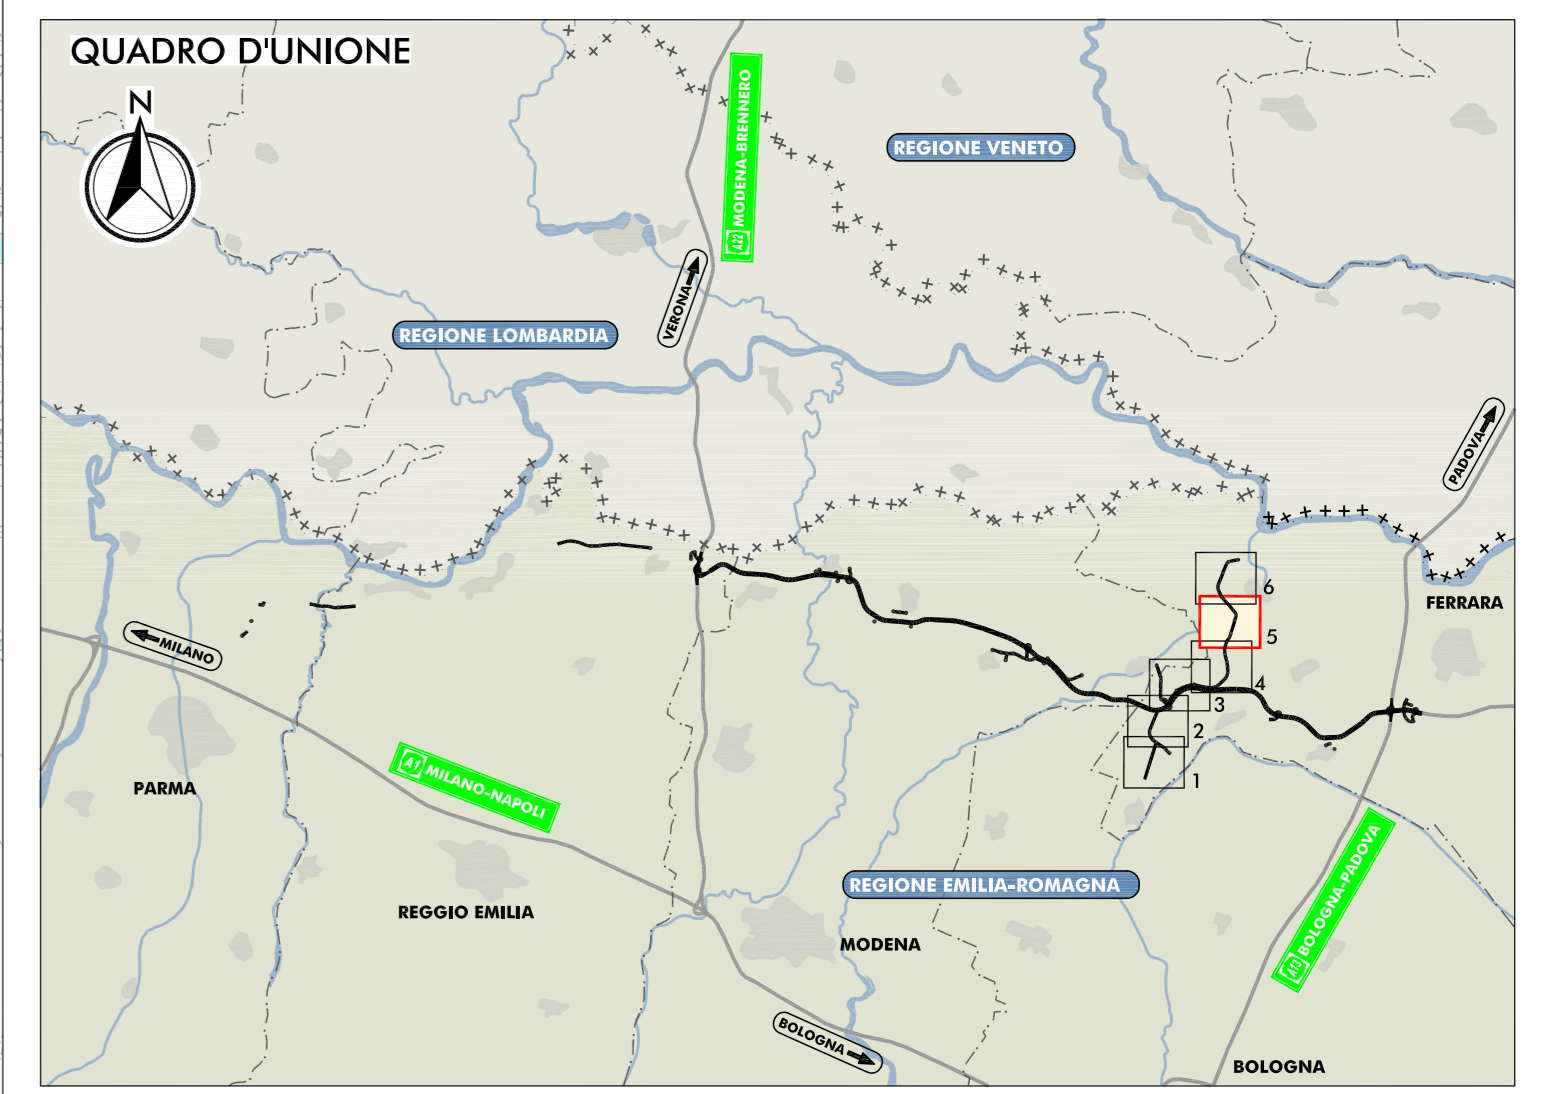 QUADRO D'UNIONE
N
A22 MODENA-BRENNERO
REGIONE VENETO
VERONA
REGIONE LOMBARDIA
PADOVA
6
FERRARA
5
MILANO
4
3
2
1
PARMA
A1 MILANO-NAPOLI
REGIONE EMILIA-ROMAGNA
A13 BOLOGNA-PADOVA
REGGIO EMILIA
MODENA
BOLOGNA
BOLOGNA